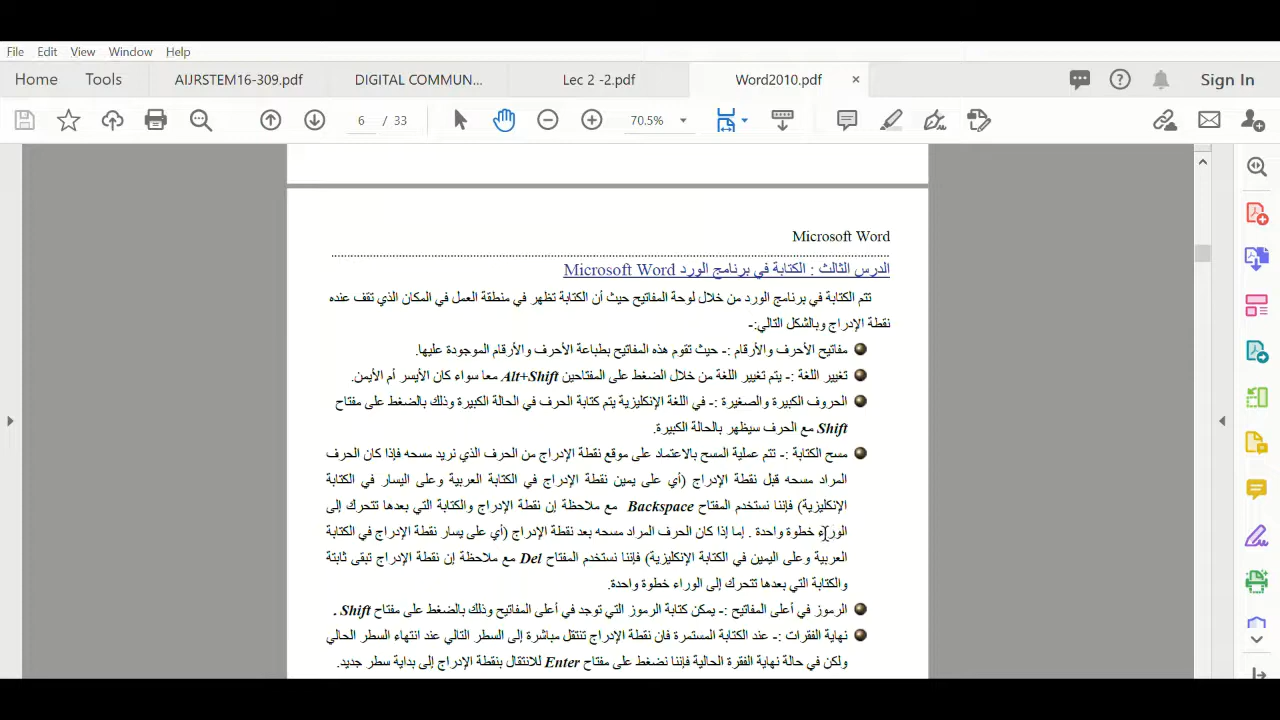 File Edit View Window Help
Home Tools AIJRSTEM16-309.pdf DIGITAL COMMUN... Lec 2 -2.pdf Word2010.pdf × Sign In
6 / 33 70.5%
Microsoft Word
الدرس الثالث : الكتابة في برنامج الورد Microsoft Word
تتم الكتابة في برنامج الورد من خلال لوحة المفاتيح حيث أن الكتابة تظهر في منطقة العمل في المكان الذي تقف عنده
نقطة الإدراج وبالشكل التالي:-
مفاتيح الأحرف والأرقام :- حيث تقوم هذه المفاتيح بطباعة الأحرف والأرقام الموجودة عليها.
تغيير اللغة :- يتم تغيير اللغة من خلال الضغط على المفتاحين Alt+Shift معا سواء كان الأيسر أم الأيمن.
الحروف الكبيرة والصغيرة :- في اللغة الإنكليزية يتم كتابة الحرف في الحالة الكبيرة وذلك بالضغط على مفتاح
Shift مع الحرف سيظهر بالحالة الكبيرة.
مسح الكتابة :- تتم عملية المسح بالاعتماد على موقع نقطة الإدراج من الحرف الذي نريد مسحه فإذا كان الحرف
المراد مسحه قبل نقطة الإدراج (أي على يمين نقطة الإدراج في الكتابة العربية وعلى اليسار في الكتابة
الإنكليزية) فإننا نستخدم المفتاح Backspace مع ملاحظة إن نقطة الإدراج والكتابة التي بعدها تتحرك إلى
الوراء خطوة واحدة . إما إذا كان الحرف المراد مسحه بعد نقطة الإدراج (أي على يسار نقطة الإدراج في الكتابة
العربية وعلى اليمين في الكتابة الإنكليزية) فإننا نستخدم المفتاح Del مع ملاحظة إن نقطة الإدراج تبقى ثابتة
والكتابة التي بعدها تتحرك إلى الوراء خطوة واحدة.
الرموز في أعلى المفاتيح :- يمكن كتابة الرموز التي توجد في أعلى المفاتيح وذلك بالضغط على مفتاح Shift .
نهاية الفقرات :- عند الكتابة المستمرة فان نقطة الإدراج تنتقل مباشرة إلى السطر التالي عند انتهاء السطر الحالي
ولكن في حالة نهاية الفقرة الحالية فإننا نضغط على مفتاح Enter للانتقال بنقطة الإدراج إلى بداية سطر جديد.